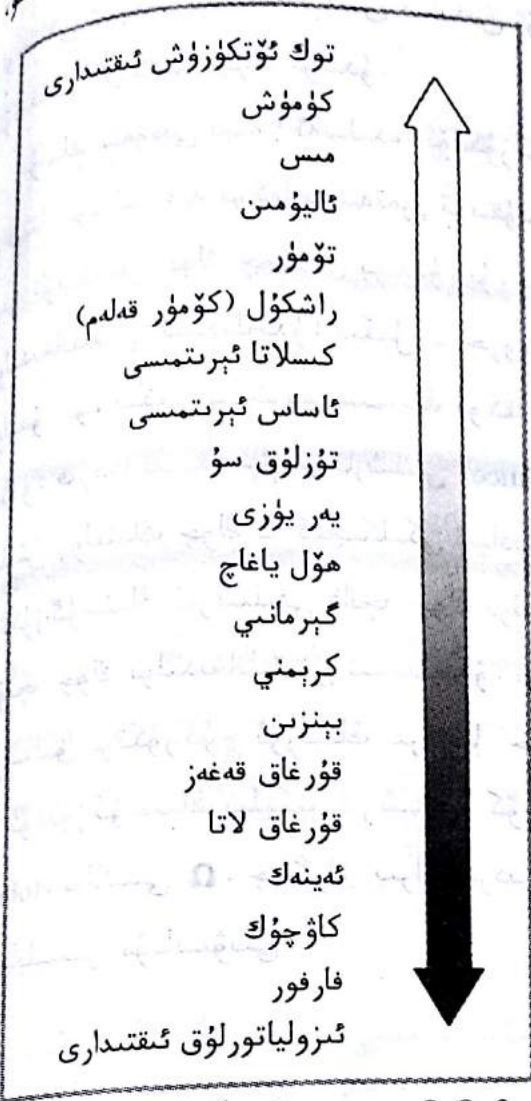 توك ئۆتكۈزۈش ئىقتىدارى
كۈمۈش
مىس
ئاليۇمىن
تۆمۈر
راشكۇل (كۆمۈر قەلەم)
كىسلاتا ئېرىتمىسى
ئاساس ئېرىتمىسى
تۇزلۇق سۇ
يەر يۈزى
ھۆل ياغاچ
گېرمانىي
كرېمنىي
بېنزىن
قۇرغاق قەغەز
قۇرغاق لاتا
ئەينەك
كاۋچۇك
فارفور
ئىزولياتورلۇق ئىقتىدارى